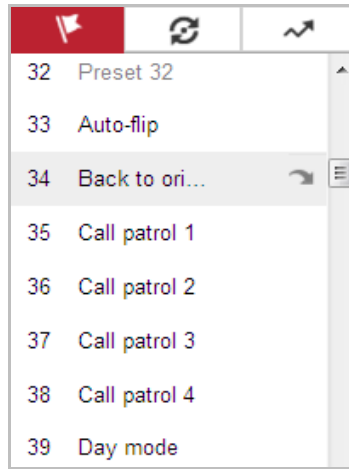 32 Preset 32
33 Auto-flip
34 Back to ori...
35 Call patrol 1
36 Call patrol 2
37 Call patrol 3
38 Call patrol 4
39 Day mode